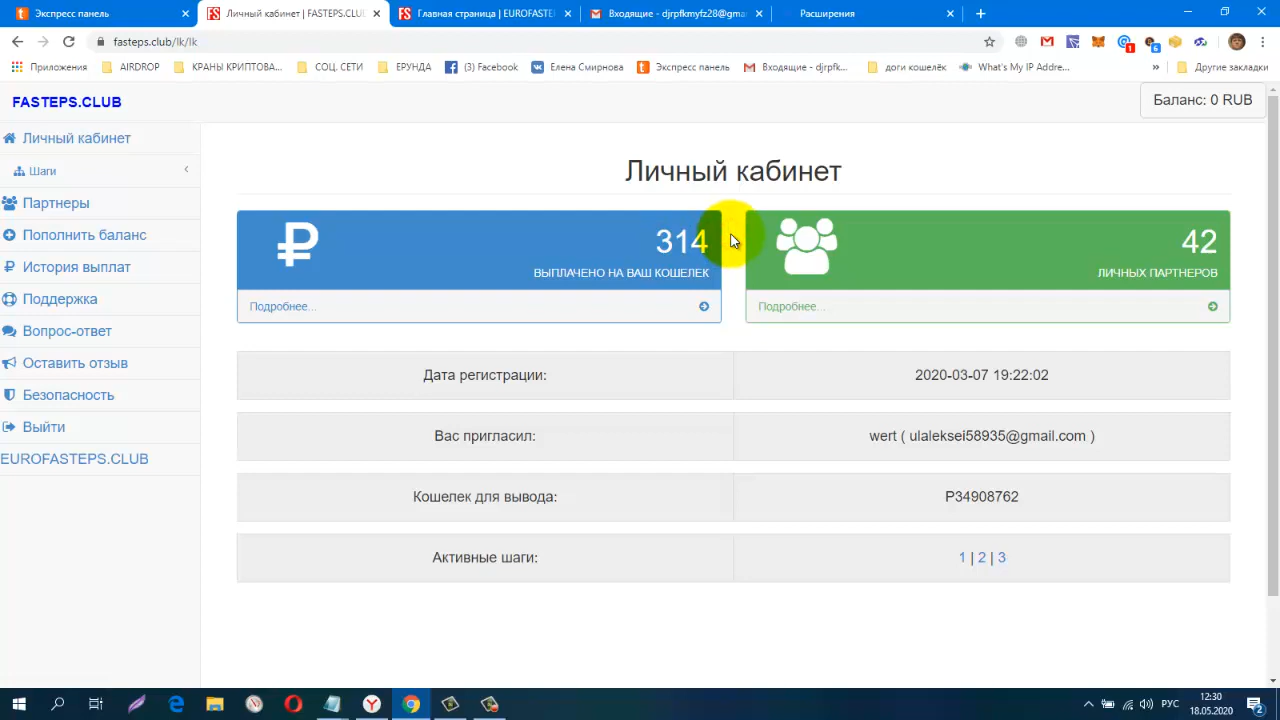 Экспресс панель
Личный кабинет | FASTEPS.CLU
Главная страница | EUROFASTE
Входящие - djrpfkmyfz28@gma
Расширения
fasteps.club/lk/lk
Приложения
AIRDROP
КРАНЫ КРИПТОВА...
СОЦ. СЕТИ
ЕРУНДА
(3) Facebook
Елена Смирнова
Экспресс панель
Входящие - djrpfk...
доги кошелёк
What's My IP Addre...
»
Другие закладки
FASTEPS.CLUB
Баланс: 0 RUB
Личный кабинет
Шаги
Партнеры
Пополнить баланс
История выплат
Поддержка
Вопрос-ответ
Оставить отзыв
Безопасность
Выйти
EUROFASTEPS.CLUB
Личный кабинет
314
ВЫПЛАЧЕНО НА ВАШ КОШЕЛЕК
Подробнее...
42
ЛИЧНЫХ ПАРТНЕРОВ
Подробнее...
Дата регистрации:
2020-03-07 19:22:02
Вас пригласил:
wert ( ulaleksei58935@gmail.com )
Кошелек для вывода:
P34908762
Активные шаги:
1 | 2 | 3
РУС
12:30
18.05.2020
2